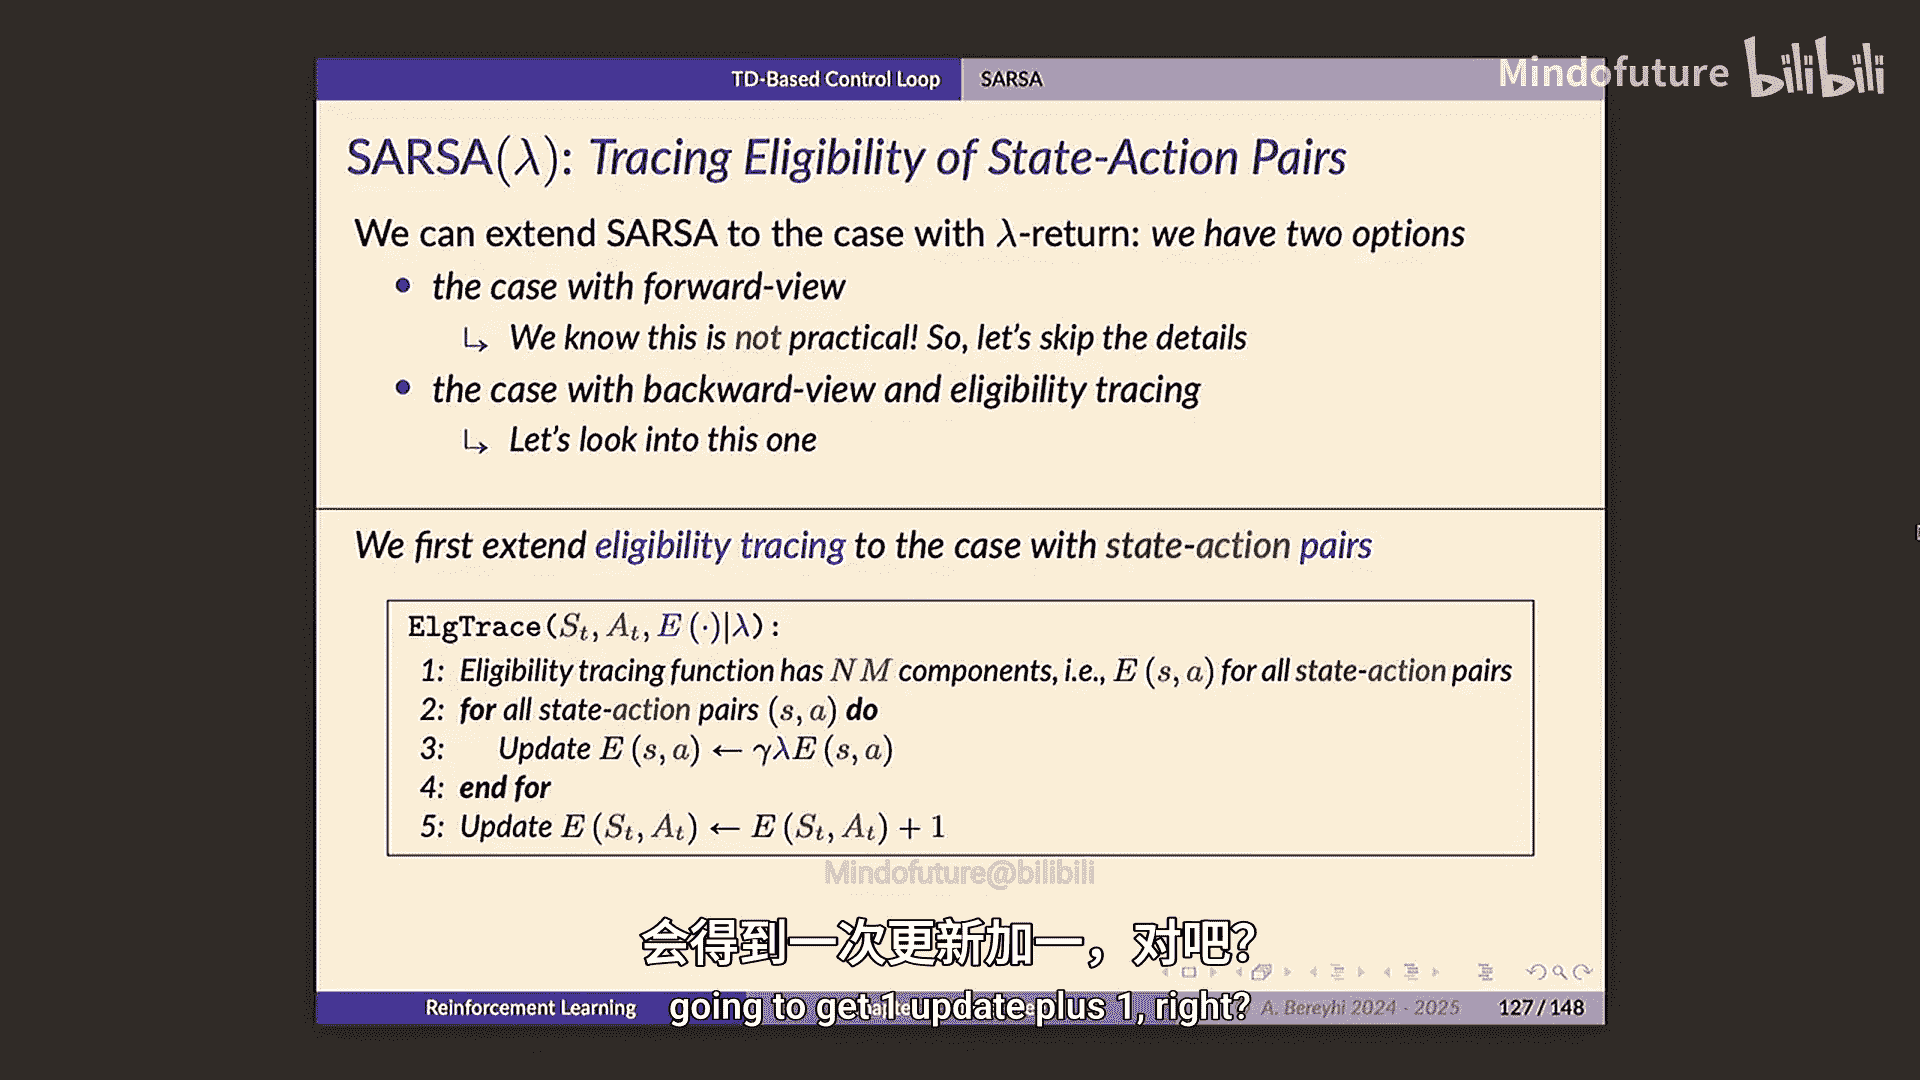 TD-Based Control Loop SARSA
Mindofuture bilibili
SARSA(λ): Tracing Eligibility of State-Action Pairs
We can extend SARSA to the case with λ-return: we have two options
• the case with forward-view
↳ We know this is not practical! So, let's skip the details
• the case with backward-view and eligibility tracing
↳ Let's look into this one
We first extend eligibility tracing to the case with state-action pairs
ElgTrace(S_t, A_t, E (·)|λ):
1: Eligibility tracing function has NM components, i.e., E (s, a) for all state-action pairs
2: for all state-action pairs (s, a) do
3: Update E (s, a) ← γλE (s, a)
4: end for
5: Update E (S_t, A_t) ← E (S_t, A_t) + 1
Mindofuture@bilibili
会得到一次更新加一，对吧？
going to get 1 update plus 1, right?
Reinforcement Learning
A. Bereyhi 2024 - 2025 127 / 148